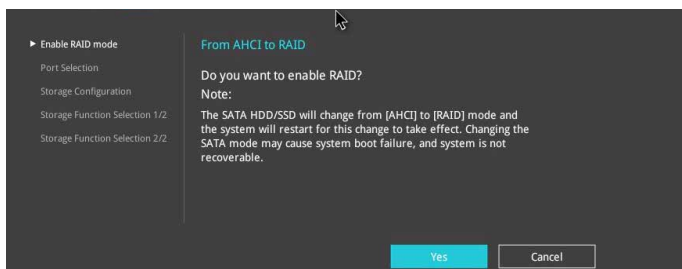 Enable RAID mode
Port Selection
Storage Configuration
Storage Function Selection 1/2
Storage Function Selection 2/2
From AHCI to RAID
Do you want to enable RAID?
Note:
The SATA HDD/SSD will change from [AHCI] to [RAID] mode and
the system will restart for this change to take effect. Changing the
SATA mode may cause system boot failure, and system is not
recoverable.
Yes
Cancel